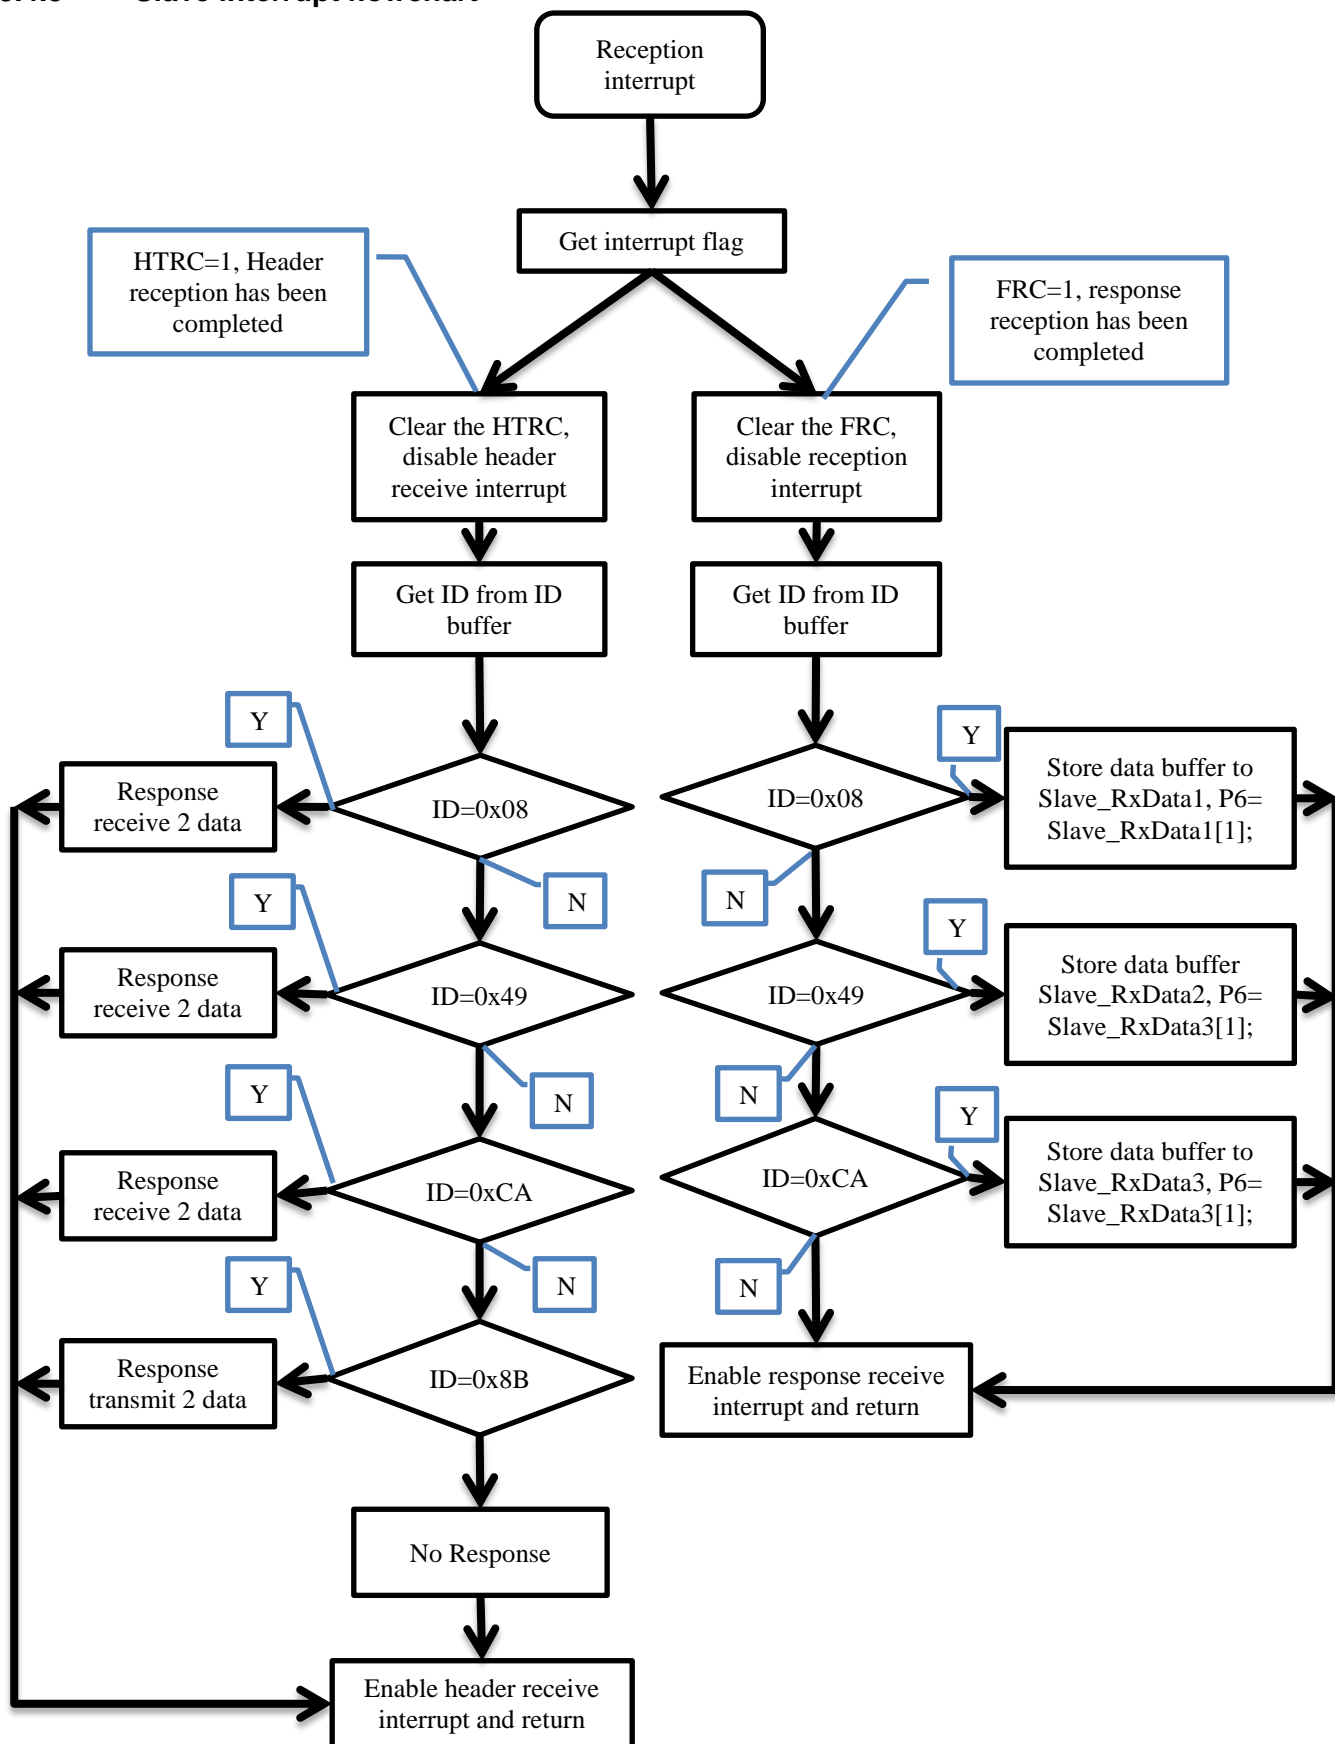 Slave interrupt flowchart
Reception
interrupt
Get interrupt flag
HTRC=1, Header
reception has been
completed
FRC=1, response
reception has been
completed
Clear the HTRC,
disable header
receive interrupt
Clear the FRC,
disable reception
interrupt
Get ID from ID
buffer
Get ID from ID
buffer
Y
ID=0x08
Response
receive 2 data
N
Y
ID=0x49
Response
receive 2 data
N
Y
ID=0xCA
Response
receive 2 data
N
Y
ID=0x8B
Response
transmit 2 data
No Response
Enable header receive
interrupt and return
Y
ID=0x08
Store data buffer to
Slave_RxData1, P6=
Slave_RxData1[1];
N
Y
ID=0x49
Store data buffer
Slave_RxData2, P6=
Slave_RxData3[1];
N
Y
ID=0xCA
Store data buffer to
Slave_RxData3, P6=
Slave_RxData3[1];
N
Enable response receive
interrupt and return